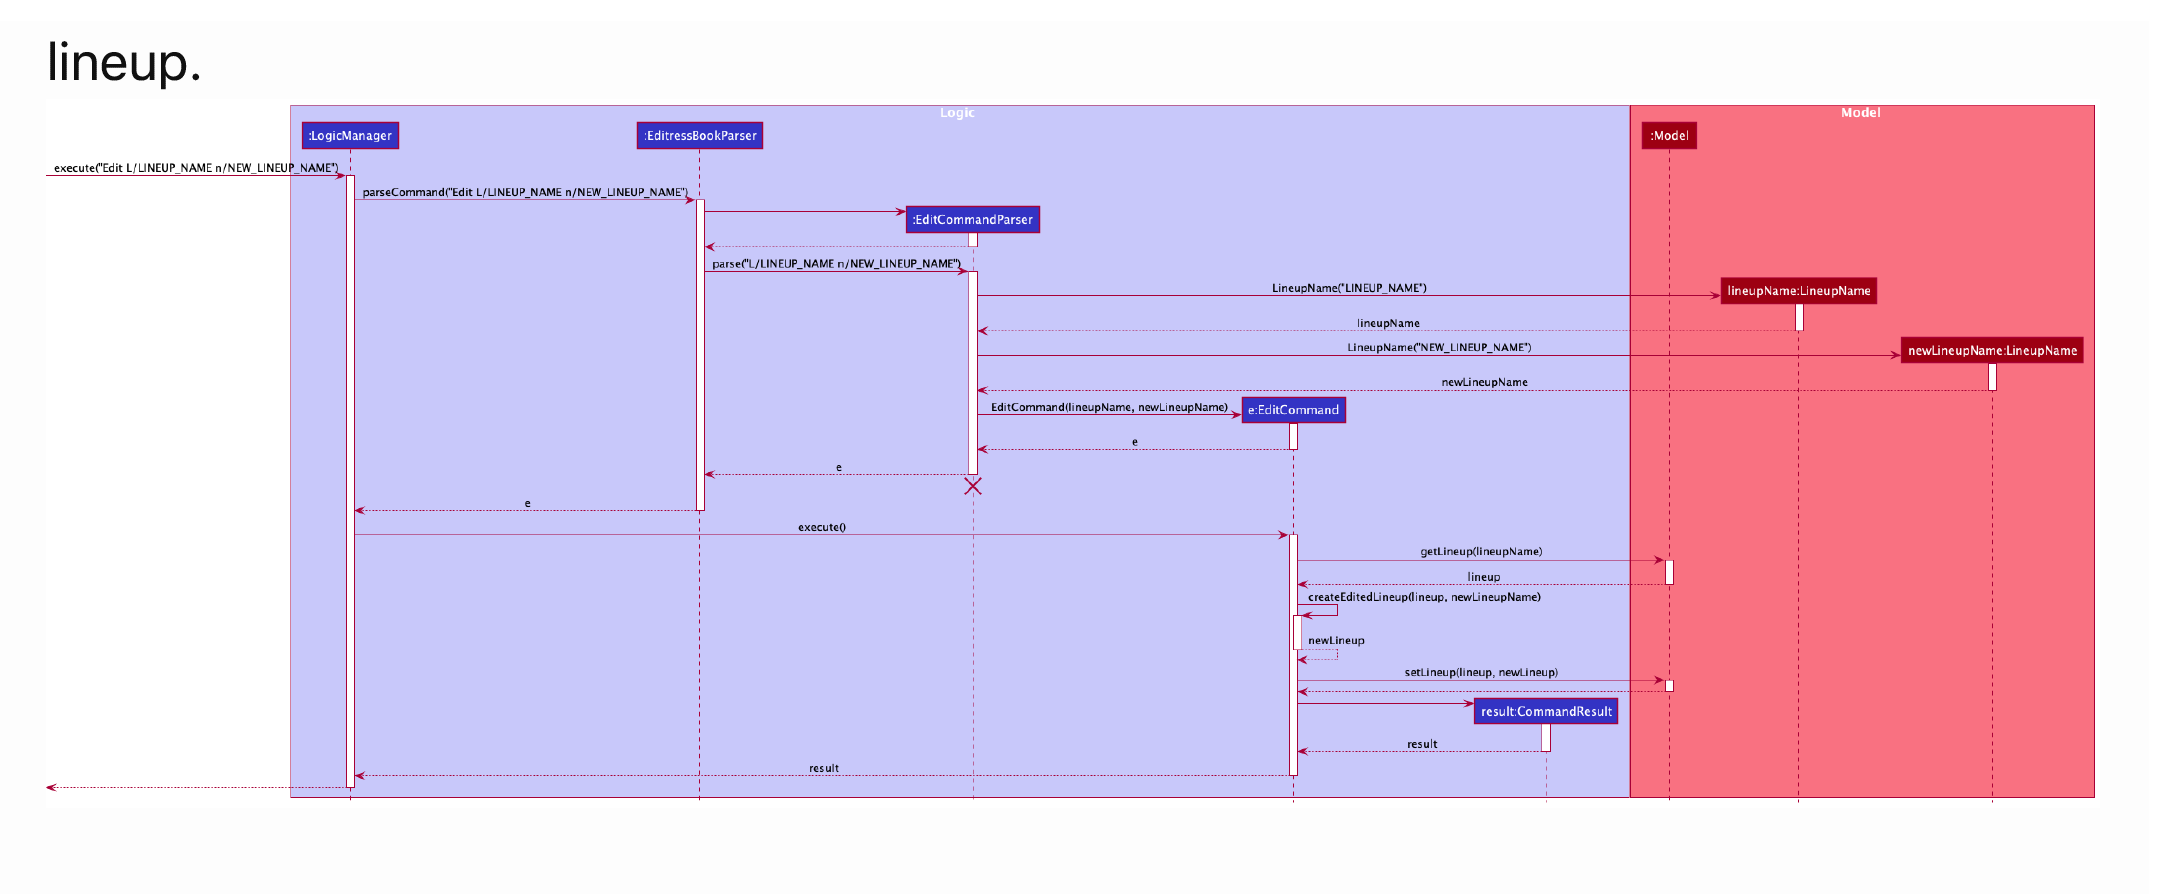 lineup.
Logic
Model
:LogicManager
:EditressBookParser
:Model
execute("Edit L/LINEUP_NAME n/NEW_LINEUP_NAME")
parseCommand("Edit L/LINEUP_NAME n/NEW_LINEUP_NAME")
:EditCommandParser
parse("L/LINEUP_NAME n/NEW_LINEUP_NAME")
LineupName("LINEUP_NAME")
lineupName:LineupName
lineupName
LineupName("NEW_LINEUP_NAME")
newLineupName:LineupName
newLineupName
EditCommand(lineupName, newLineupName)
e:EditCommand
e
e
e
execute()
getLineup(lineupName)
lineup
createEditedLineup(lineup, newLineupName)
newLineup
setLineup(lineup, newLineup)
result:CommandResult
result
result